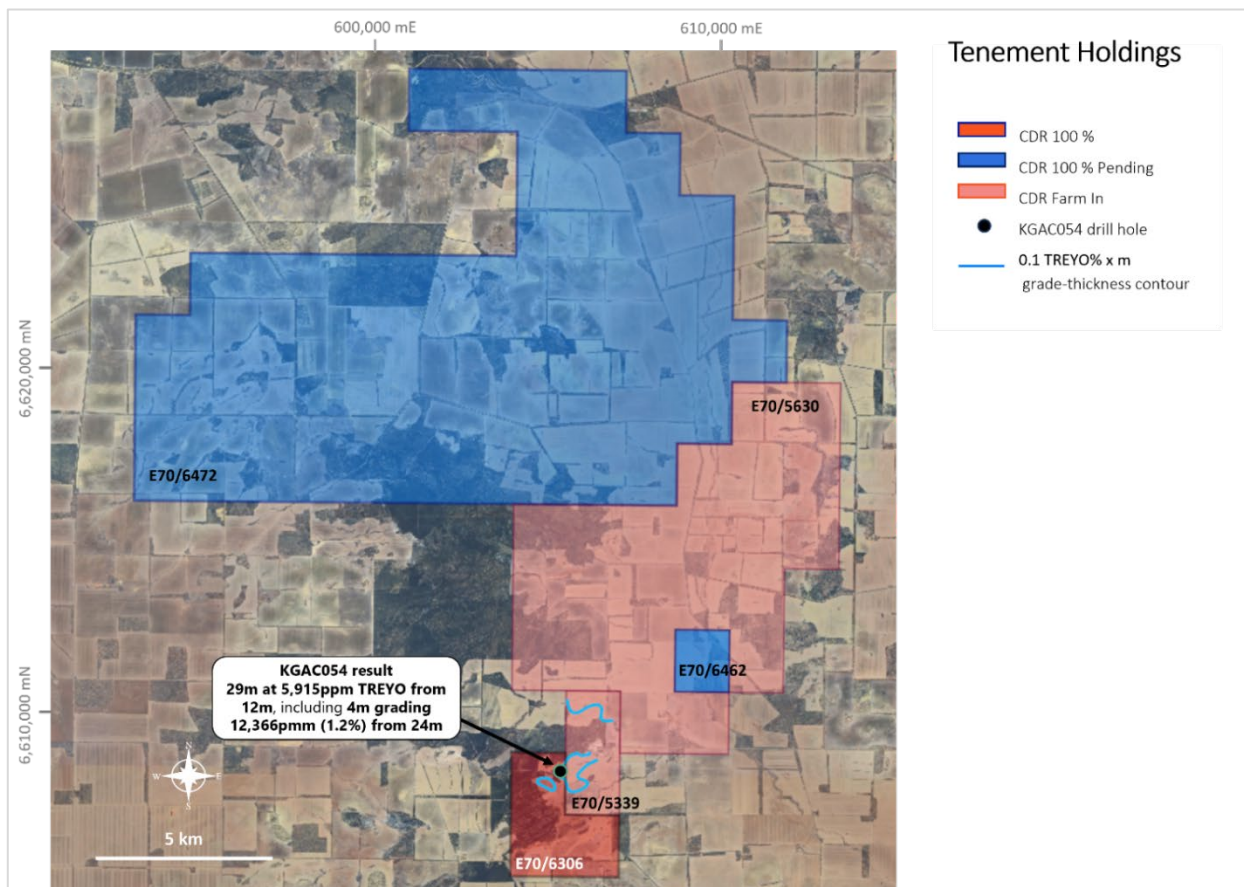 600,000 mE
610,000 mE
Tenement Holdings
CDR 100 %
CDR 100 % Pending
CDR Farm In
KGAC054 drill hole
0.1 TREYO% x m
grade-thickness contour
6,620,000 mN
6,610,000 mN
E70/5630
E70/6472
E70/6462
KGAC054 result
29m at 5,915ppm TREYO from
12m, including 4m grading
12,366pmm (1.2%) from 24m
N
W
E
S
E70/5339
5 km
E70/6306